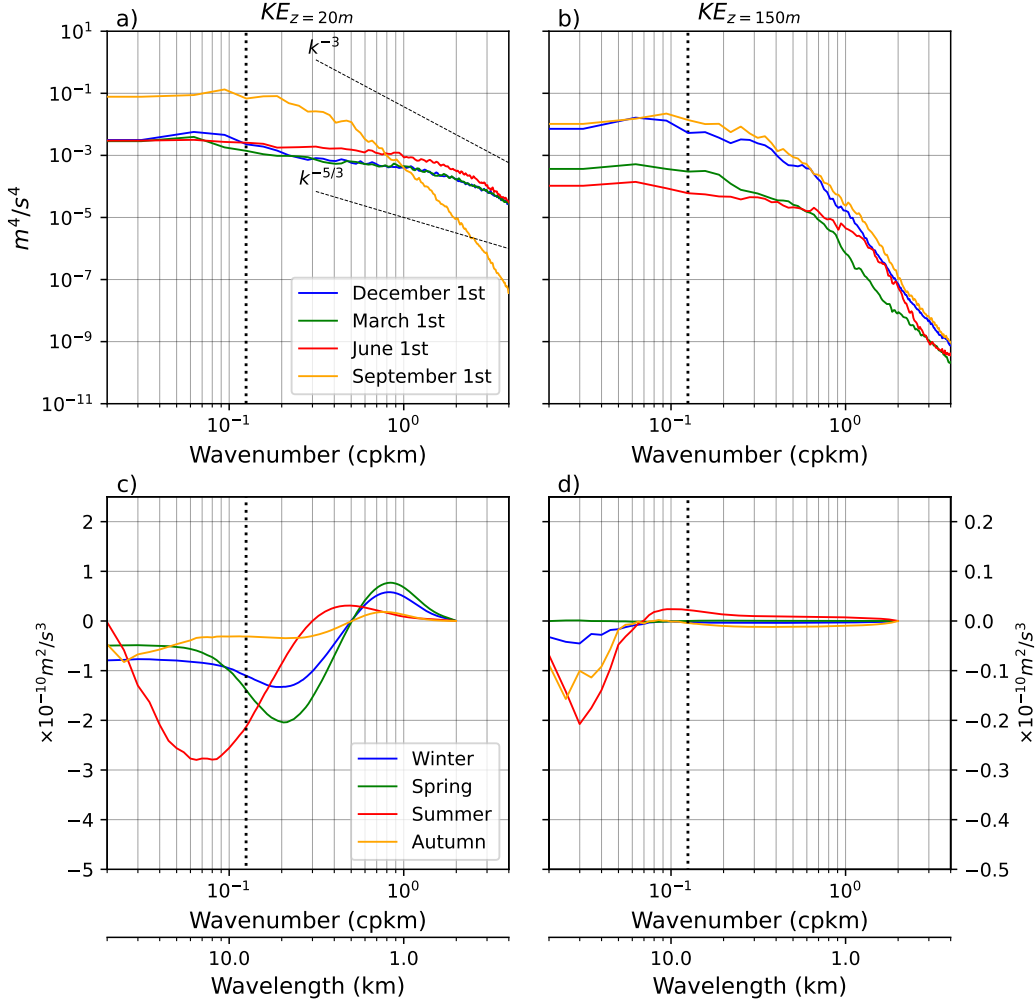 a) KE_{z=20m} b) KE_{z=150m}
10^1
10^{-1}
10^{-3}
10^{-5}
10^{-7}
10^{-9}
10^{-11}
m^4/s^4
k^{-3}
k^{-5/3}
December 1st
March 1st
June 1st
September 1st
10^{-1} 10^0 10^{-1} 10^0
Wavenumber (cpkm) Wavenumber (cpkm)
c) d)
2 0.2
1 0.1
0 0.0
−1 −0.1
−2 −0.2
−3 −0.3
−4 −0.4
−5 −0.5
×10^{-10}m^2/s^3 ×10^{-10}m^2/s^3
Winter
Spring
Summer
Autumn
10^{-1} 10^0 10^{-1} 10^0
Wavenumber (cpkm) Wavenumber (cpkm)
10.0 1.0 10.0 1.0
Wavelength (km) Wavelength (km)